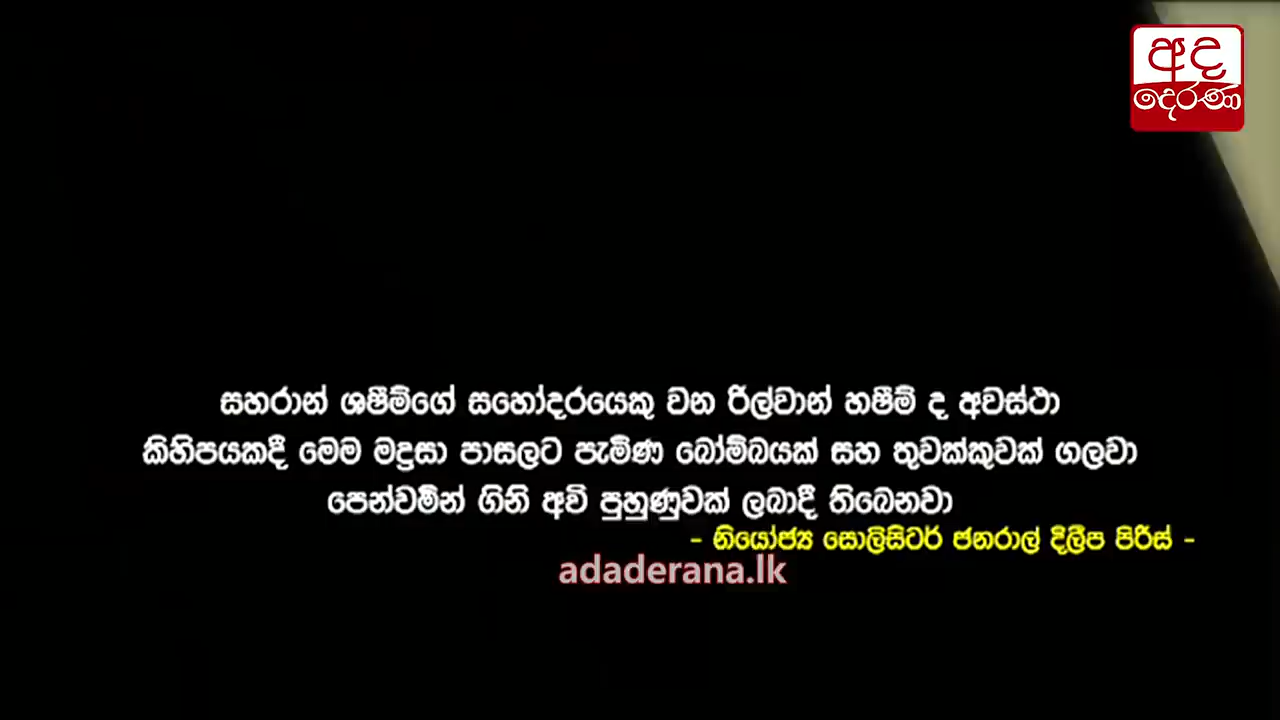 අද
දෙරණ
සහරාන් ශෂීම්ගේ සහෝදරයෙකු වන රිල්වාන් හෂීම් ද අවස්ථා
කිහිපයකදී මෙම මද්‍රසා පාසලට පැමිණ බෝම්බයක් සහ තුවක්කුවක් ගලවා
පෙන්වමින් ගිනි අවි පුහුණුවක් ලබාදී තිබෙනවා
- නියෝජ්‍ය සොලිසිටර් ජනරාල් දිලීප පීරිස් -
adaderana.lk